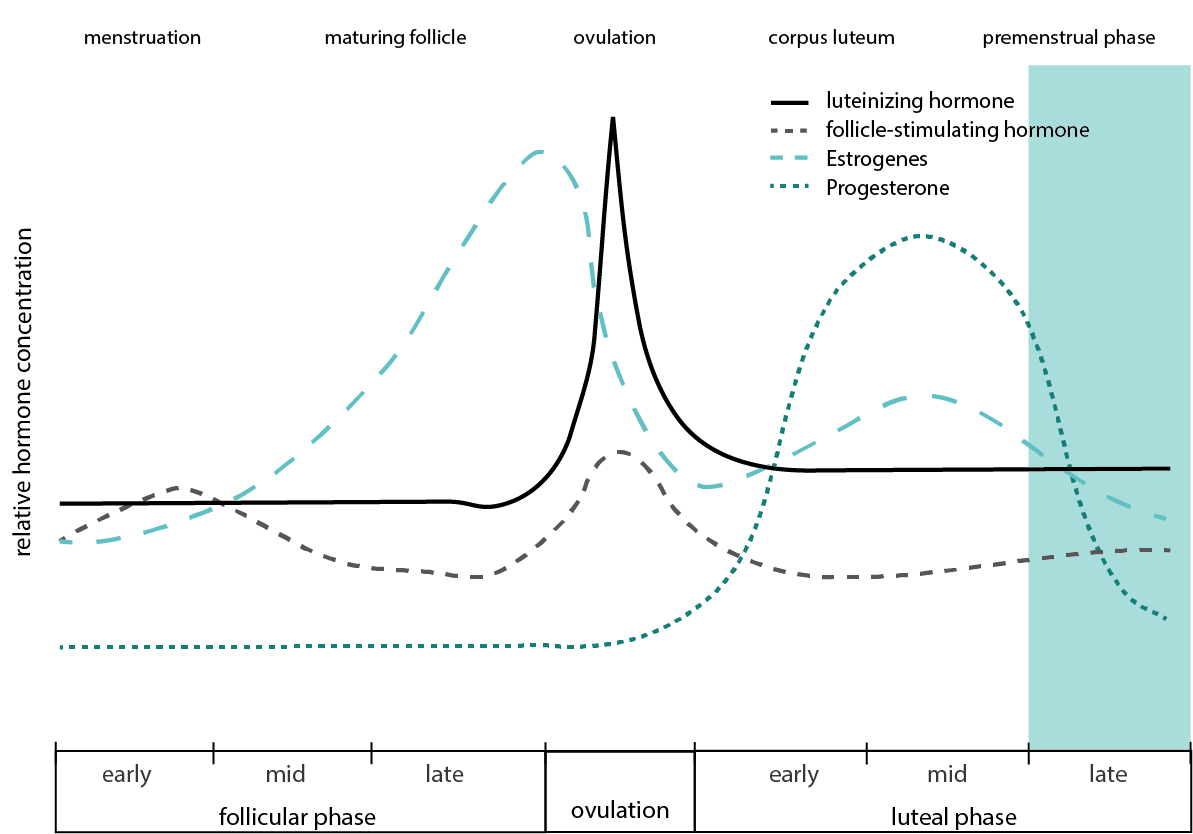 menstruation
maturing follicle
ovulation
corpus luteum
premenstrual phase
luteinizing hormone
follicle-stimulating hormone
Estrogenes
Progesterone
relative hormone concentration
early
mid
late
early
mid
late
follicular phase
ovulation
luteal phase